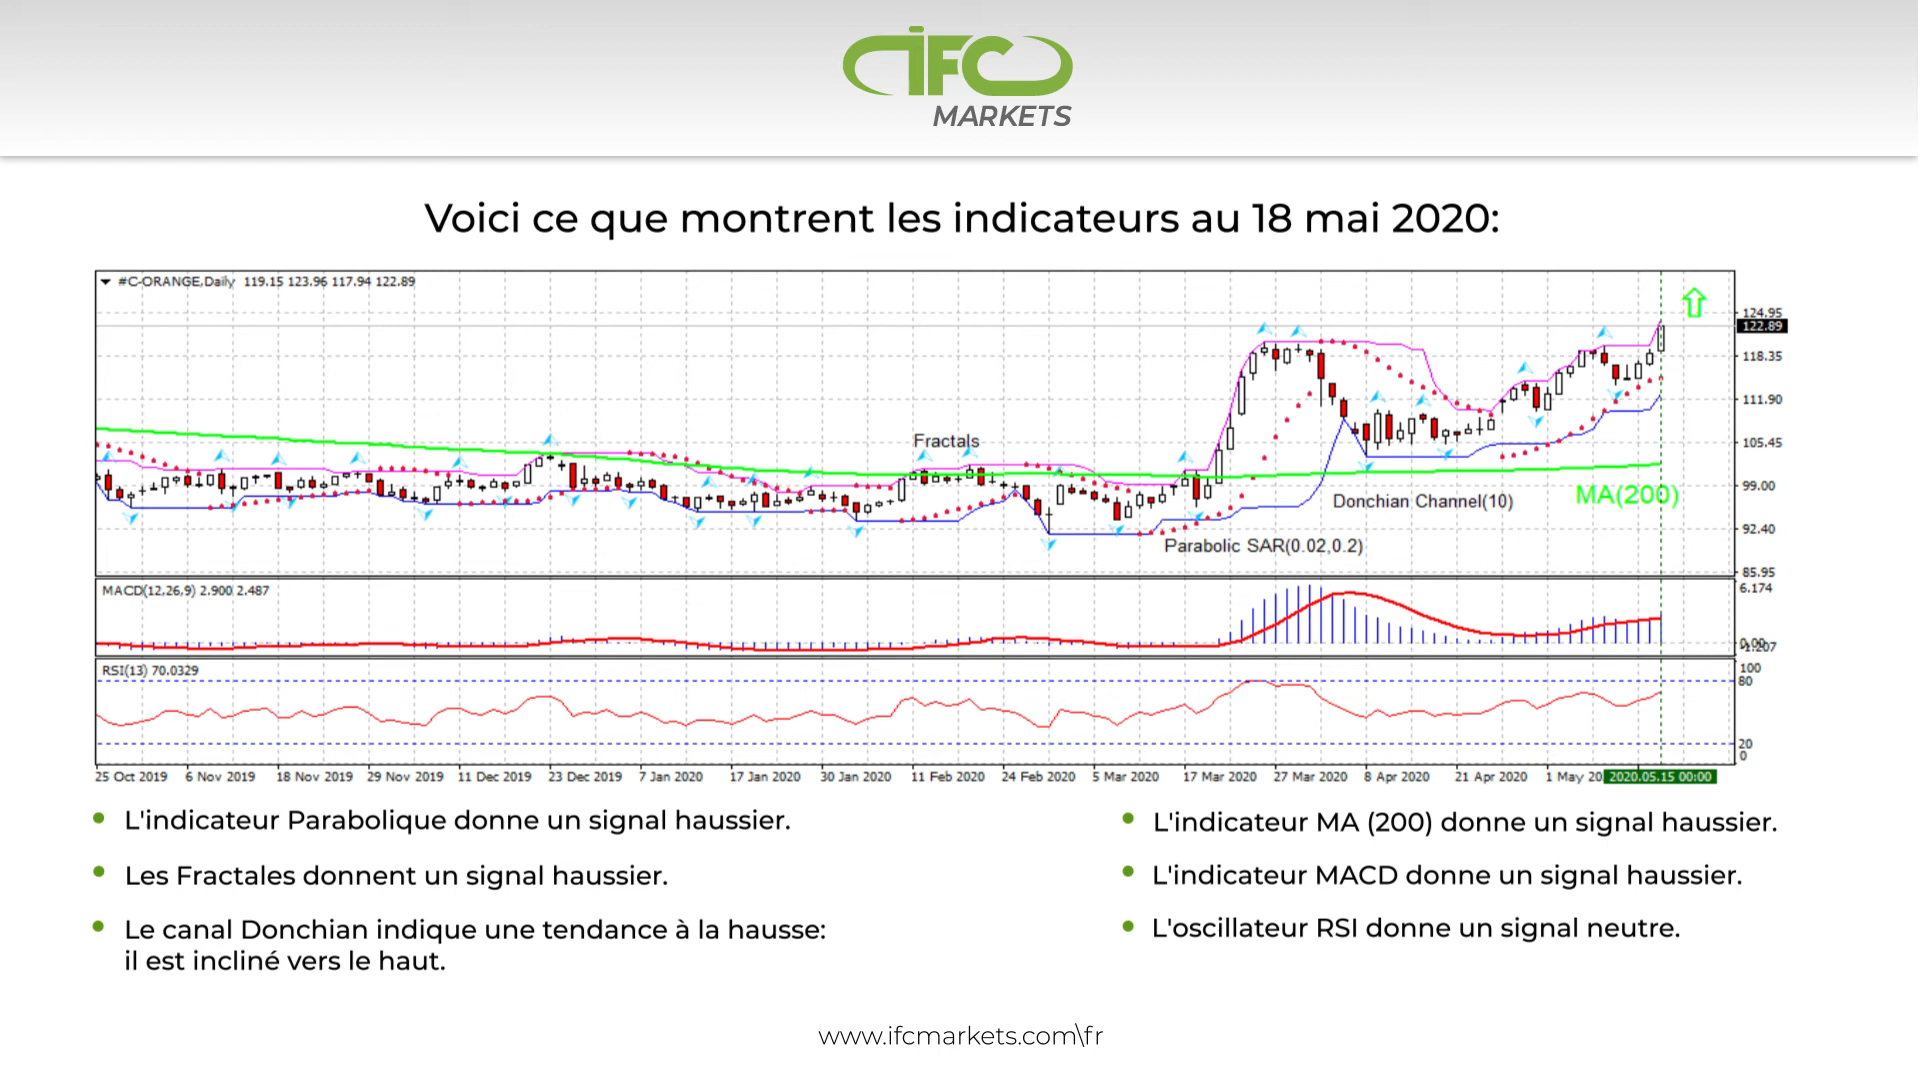 IFC
MARKETS
Voici ce que montrent les indicateurs au 18 mai 2020:
#C-ORANGE,Daily 119.15 123.96 117.94 122.89
124.95
122.89
118.35
111.90
105.45
99.00
92.40
85.95
Fractals
Donchian Channel(10)
MA(200)
Parabolic SAR(0.02,0.2)
MACD(12,26,9) 2.900 2.487
6.174
0.00
-1.207
RSI(13) 70.0329
100
80
20
0
25 Oct 2019 6 Nov 2019 18 Nov 2019 29 Nov 2019 11 Dec 2019 23 Dec 2019 7 Jan 2020 17 Jan 2020 30 Jan 2020 11 Feb 2020 24 Feb 2020 5 Mar 2020 17 Mar 2020 27 Mar 2020 8 Apr 2020 21 Apr 2020 1 May 20 2020.05.15 00:00
• L'indicateur Parabolique donne un signal haussier.
• Les Fractales donnent un signal haussier.
• Le canal Donchian indique une tendance à la hausse:
il est incliné vers le haut.
• L'indicateur MA (200) donne un signal haussier.
• L'indicateur MACD donne un signal haussier.
• L'oscillateur RSI donne un signal neutre.
www.ifcmarkets.com\fr